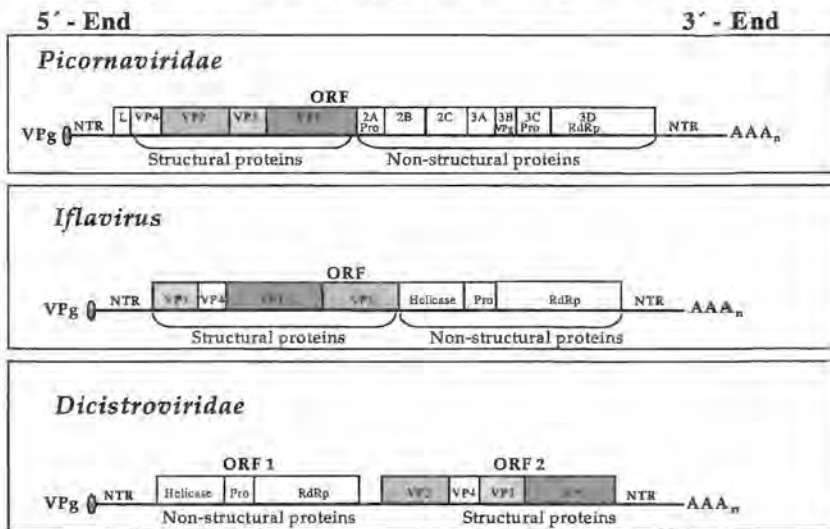 5´ - End 3´ - End
Picornaviridae
ORF
L VP4 VP2 VP3 VP1 2A Pro 2B 2C 3A 3B VPg 3C Pro 3D RdRp
VPg NTR NTR AAAn
Structural proteins Non-structural proteins
Iflavirus
ORF
NTR VP4 Helicase Pro RdRp NTR
VPg AAAn
Structural proteins Non-structural proteins
Dicistroviridae
ORF 1 ORF 2
NTR Helicase Pro RdRp VP2 VP4 VP3 NTR
VPg AAAn
Non-structural proteins Structural proteins